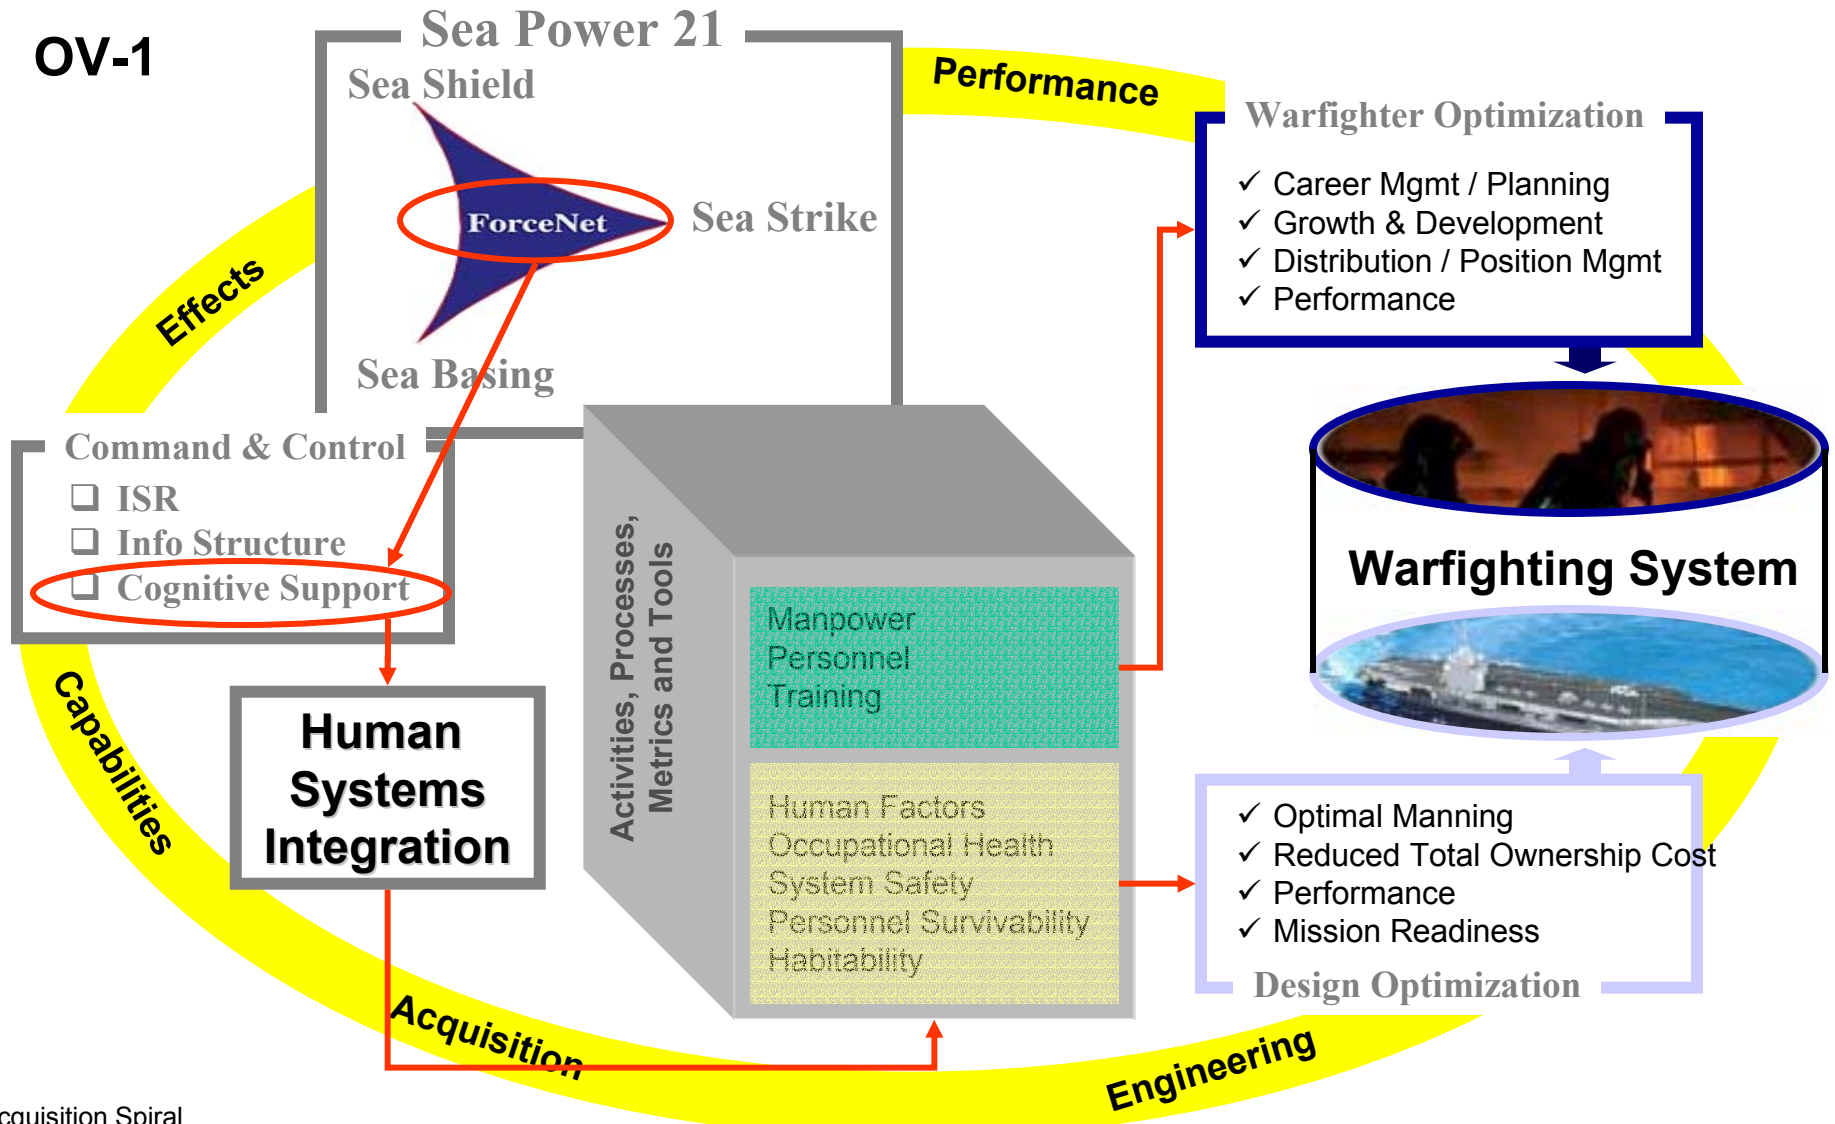 OV-1
Sea Power 21
Sea Shield
ForceNet
Sea Strike
Sea Basing
Effects
Performance
Command & Control
ISR
Info Structure
Cognitive Support
Capabilities
Human
Systems
Integration
Acquisition
Activities, Processes,
Metrics and Tools
Manpower
Personnel
Training
Human Factors
Occupational Health
System Safety
Personnel Survivability
Habitability
Warfighter Optimization
✓ Career Mgmt / Planning
✓ Growth & Development
✓ Distribution / Position Mgmt
✓ Performance
Warfighting System
✓ Optimal Manning
✓ Reduced Total Ownership Cost
✓ Performance
✓ Mission Readiness
Design Optimization
Engineering
cquisition Spiral